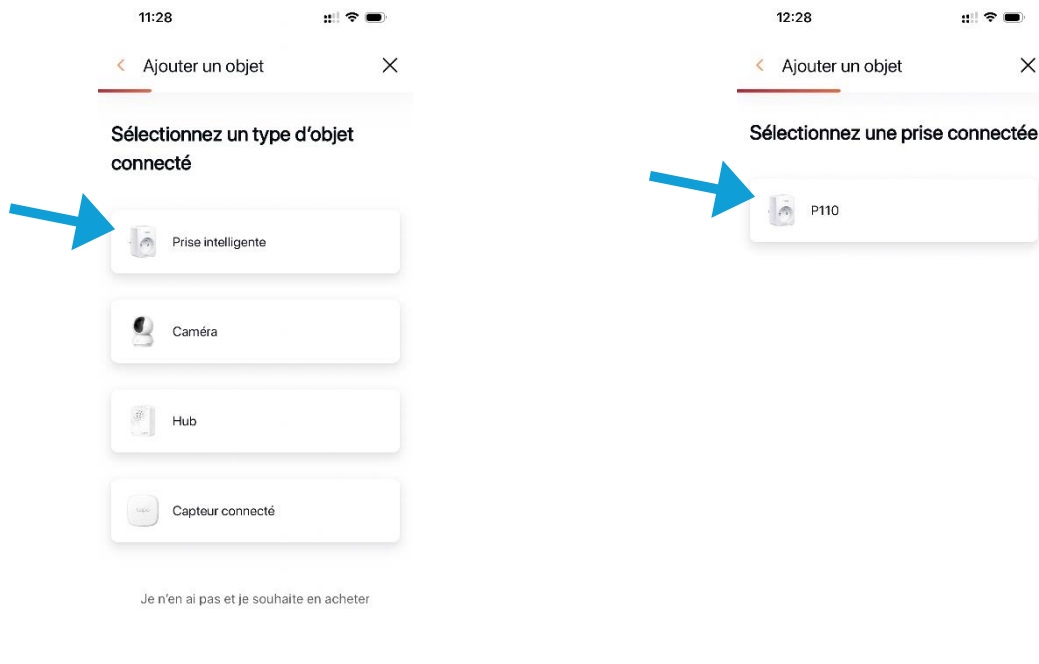 11:28
Ajouter un objet
Sélectionnez un type d'objet
connecté
Prise intelligente
Caméra
Hub
tapo
Capteur connecté
Je n'en ai pas et je souhaite en acheter
12:28
Ajouter un objet
Sélectionnez une prise connectée
P110